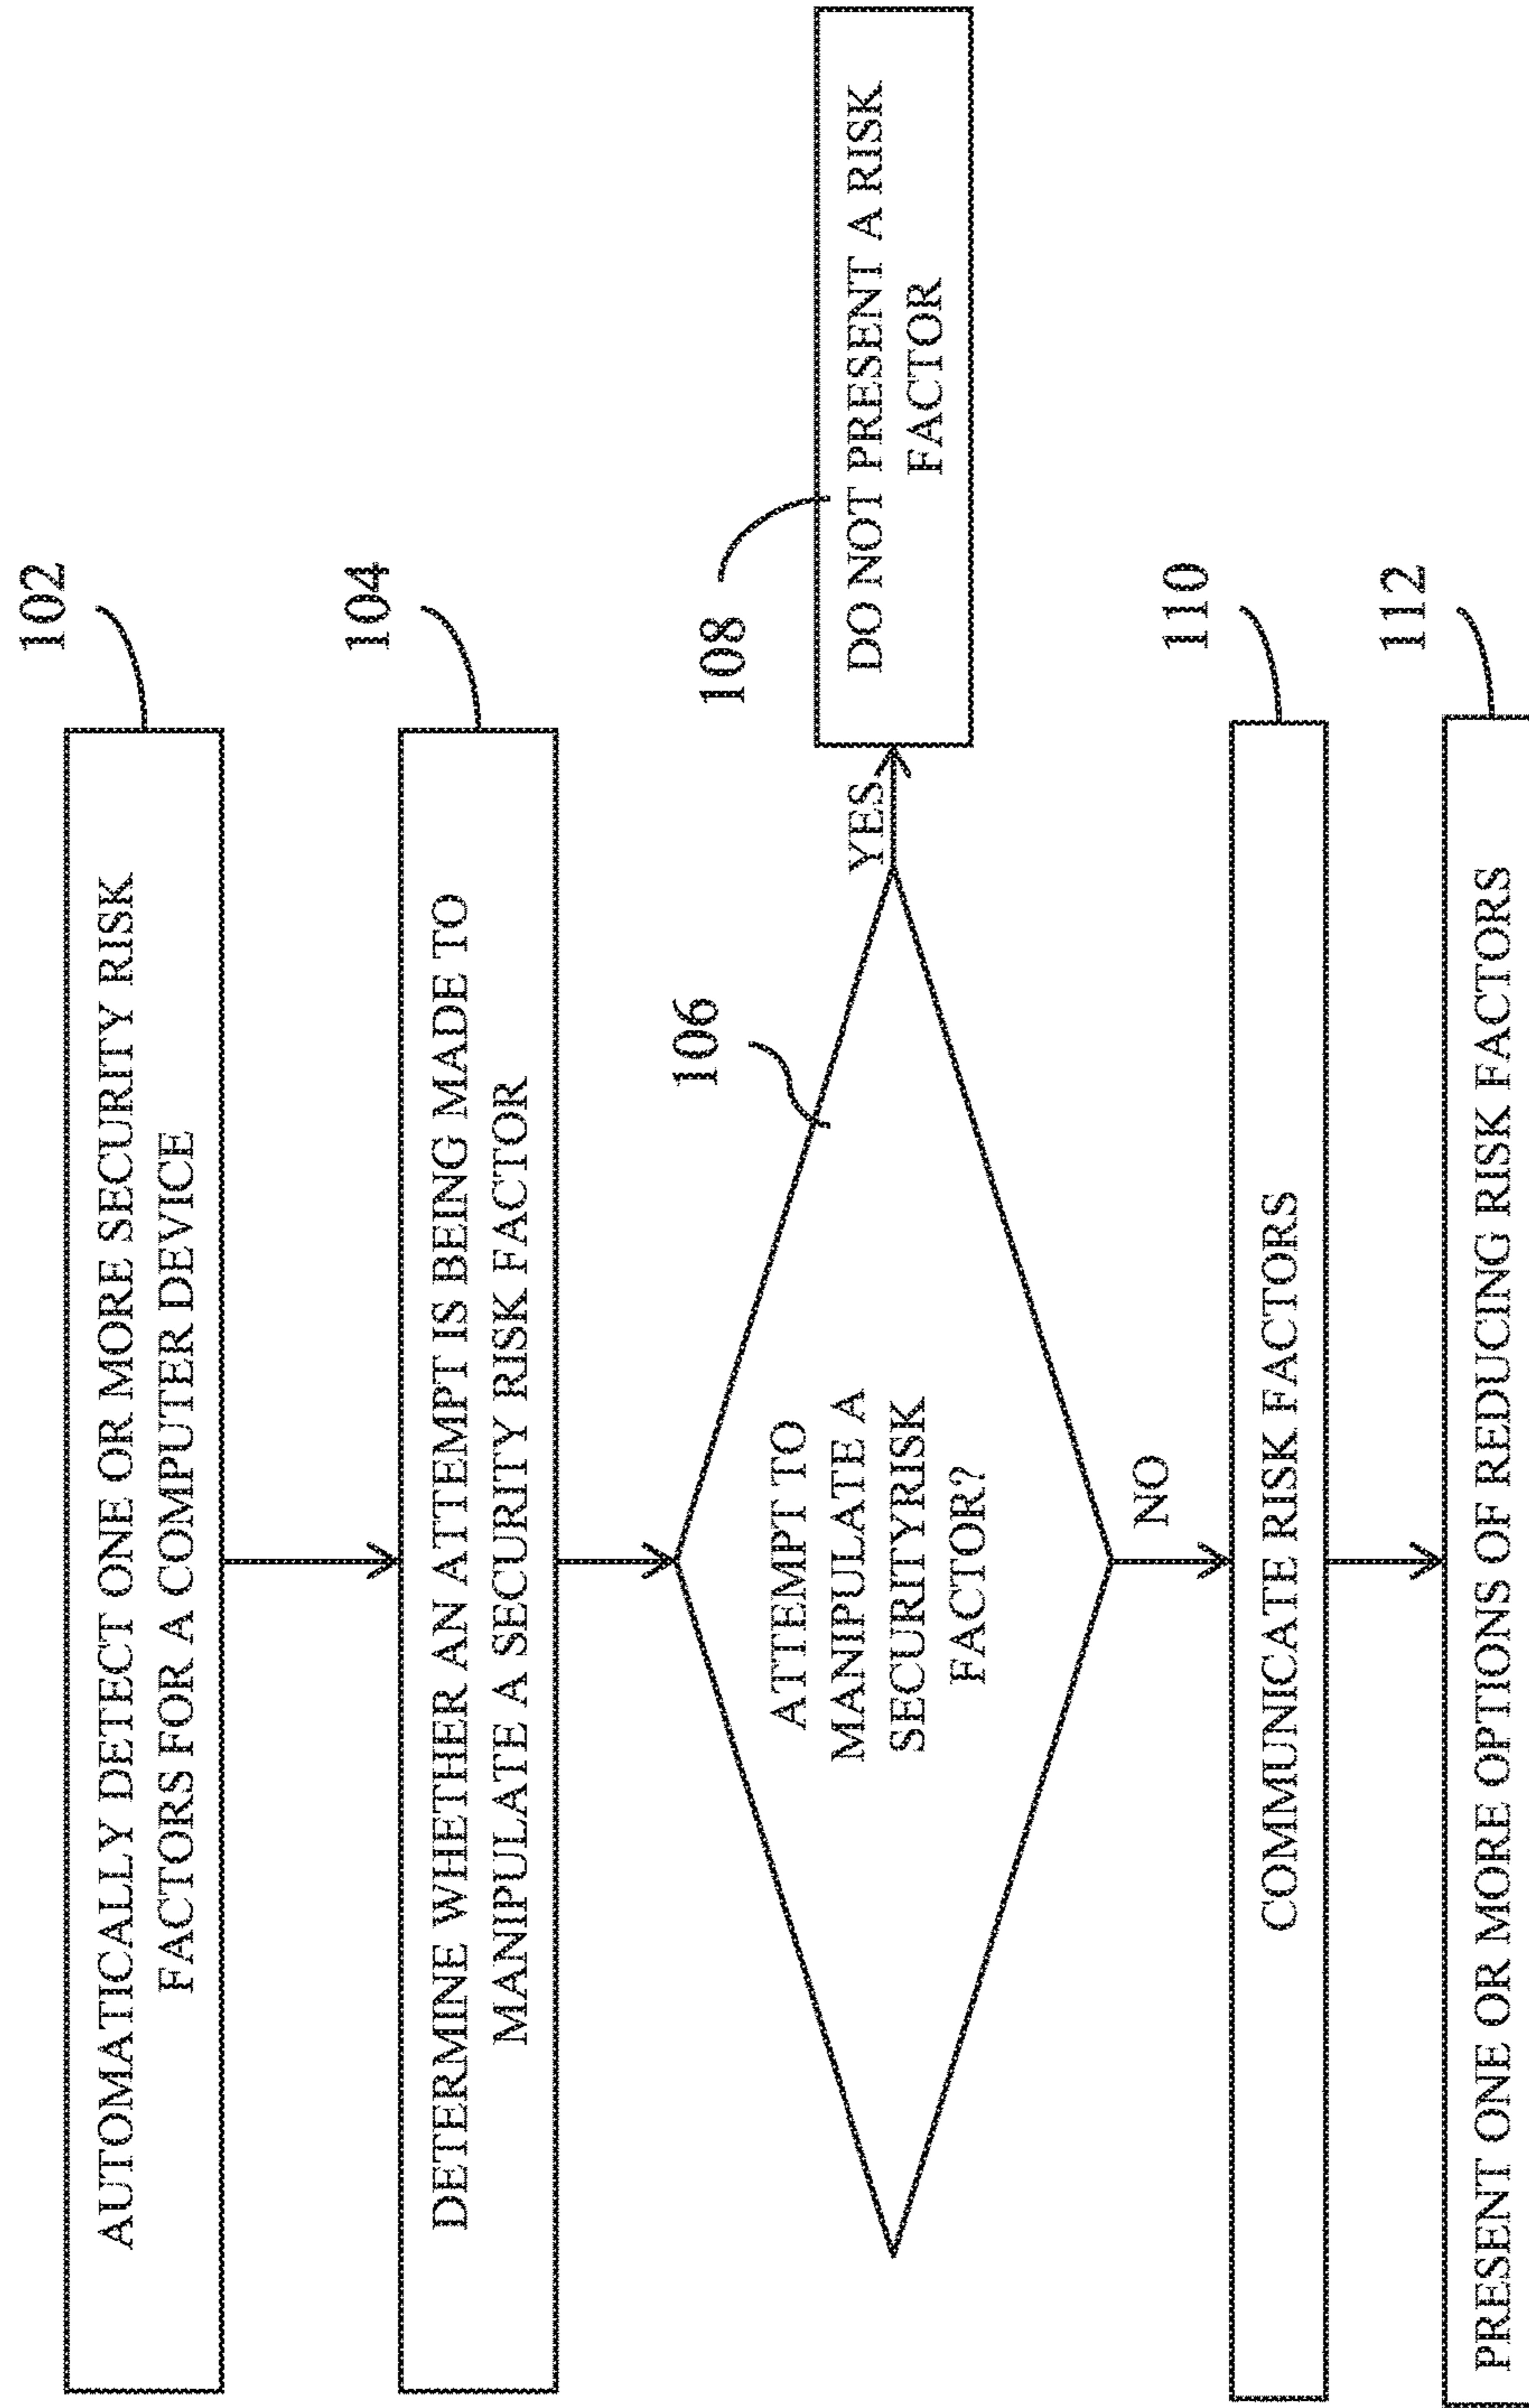 102
AUTOMATICALLY DETECT ONE OR MORE SECURITY RISK
FACTORS FOR A COMPUTER DEVICE
104
DETERMINE WHETHER AN ATTEMPT IS BEING MADE TO
MANIPULATE A SECURITY RISK FACTOR
106
ATTEMPT TO
MANIPULATE A
SECURITYRISK
FACTOR?
YES
108
DO NOT PRESENT A RISK
FACTOR
NO
110
COMMUNICATE RISK FACTORS
112
PRESENT ONE OR MORE OPTIONS OF REDUCING RISK FACTORS